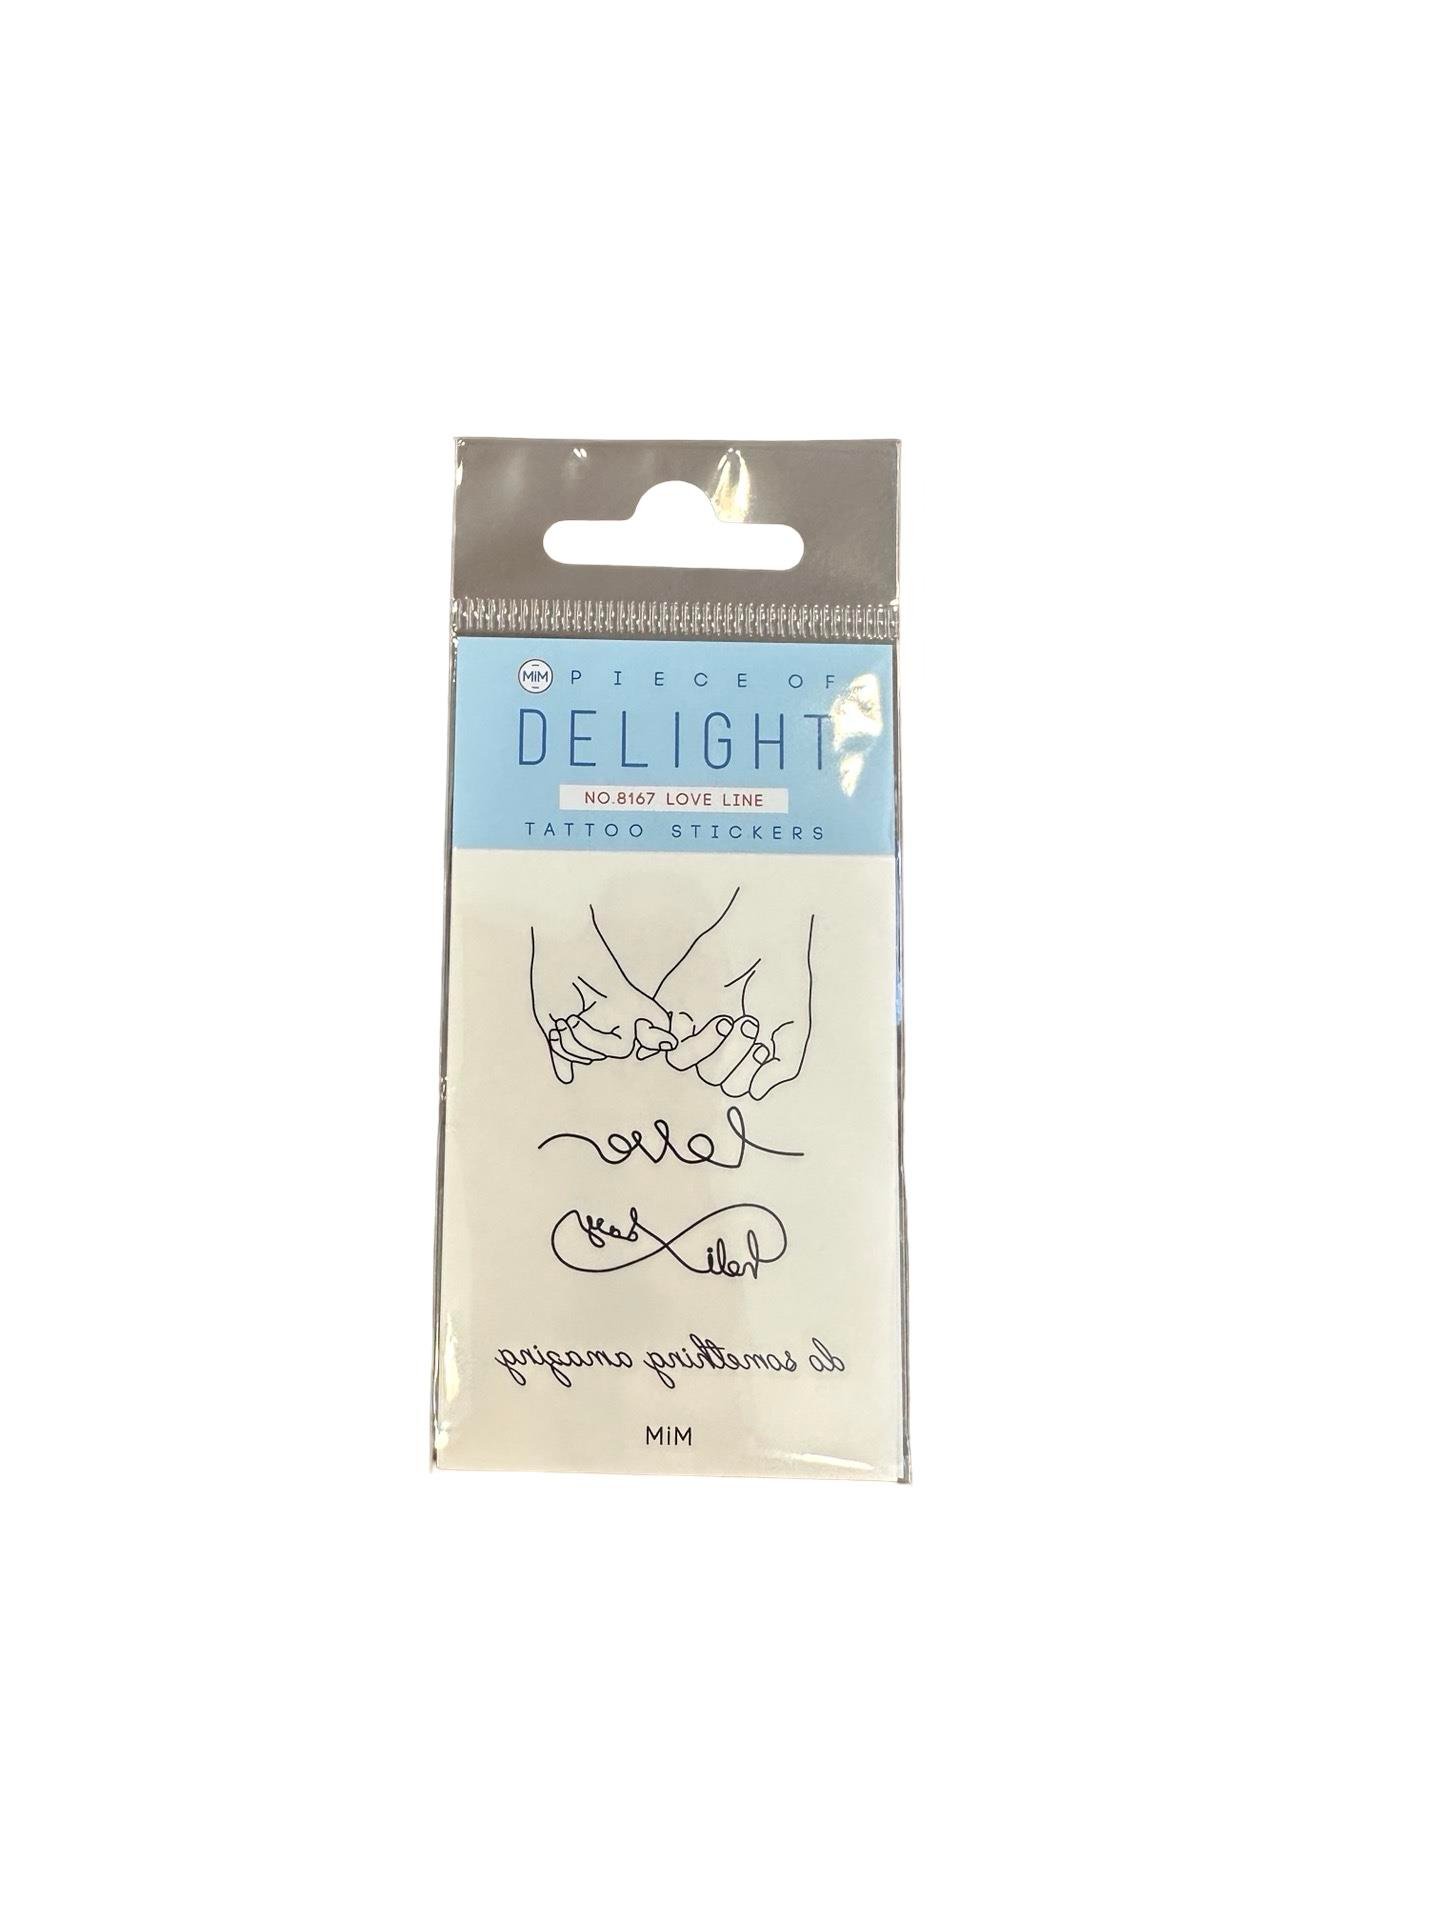 MiM PIECE OF
DELIGHT
NO.8167 LOVE LINE
TATTOO STICKERS
love
do something amazing
MiM